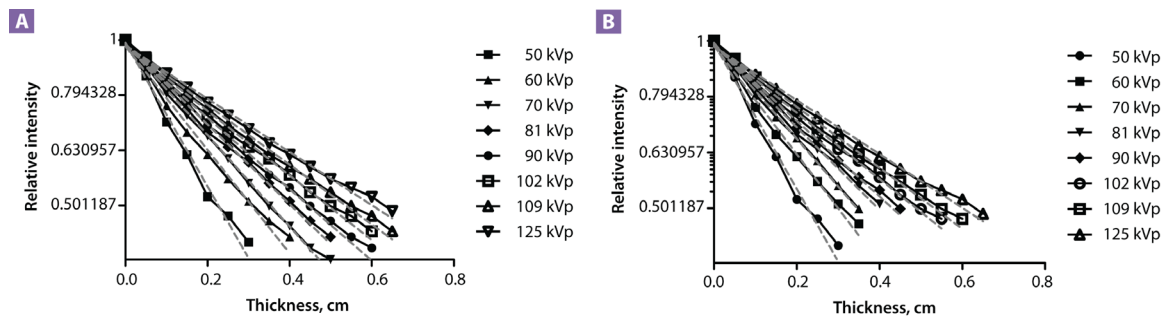 A
1
0.794328
0.630957
0.501187
Relative intensity
0.0
0.2
0.4
0.6
0.8
Thickness, cm
50 kVp
60 kVp
70 kVp
81 kVp
90 kVp
102 kVp
109 kVp
125 kVp
B
1
0.794328
0.630957
0.501187
Relative intensity
0.0
0.2
0.4
0.6
0.8
Thickness, cm
50 kVp
60 kVp
70 kVp
81 kVp
90 kVp
102 kVp
109 kVp
125 kVp